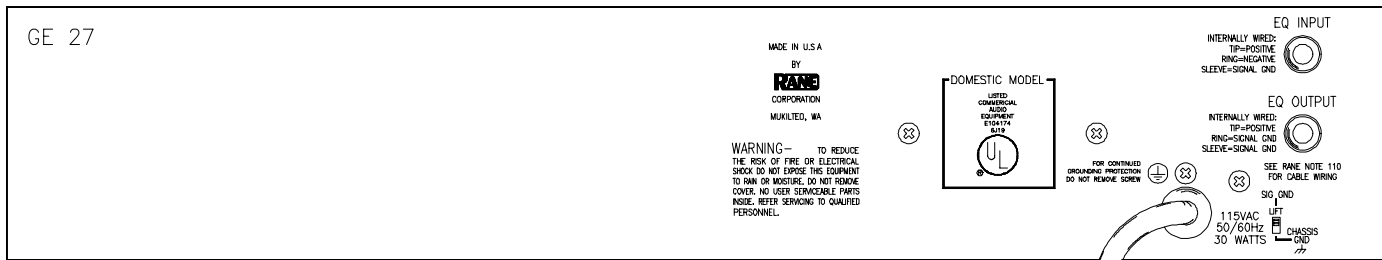 GE 27
MADE IN U.S A
BY
RANE
CORPORATION
MUKILTEO, WA
WARNING- TO REDUCE
THE RISK OF FIRE OR ELECTRICAL
SHOCK DO NOT EXPOSE THIS EQUIPMENT
TO RAIN OR MOISTURE. DO NOT REMOVE
COVER. NO USER SERVICEABLE PARTS
INSIDE. REFER SERVICING TO QUALIFIED
PERSONNEL.
DOMESTIC MODEL
LISTED
COMMERICIAL
AUDIO
EQUIPMENT
E104174
6J19
UL
®
FOR CONTINUED
GROUNDING PROTECTION
DO NOT REMOVE SCREW
EQ INPUT
INTERNALLY WIRED:
TIP=POSITIVE
RING=NEGATIVE
SLEEVE=SIGNAL GND
EQ OUTPUT
INTERNALLY WIRED:
TIP=POSITIVE
RING=SIGNAL GND
SLEEVE=SIGNAL GND
SEE RANE NOTE 110
FOR CABLE WIRING
SIG GND
LIFT
CHASSIS
GND
115VAC
50/60Hz
30 WATTS